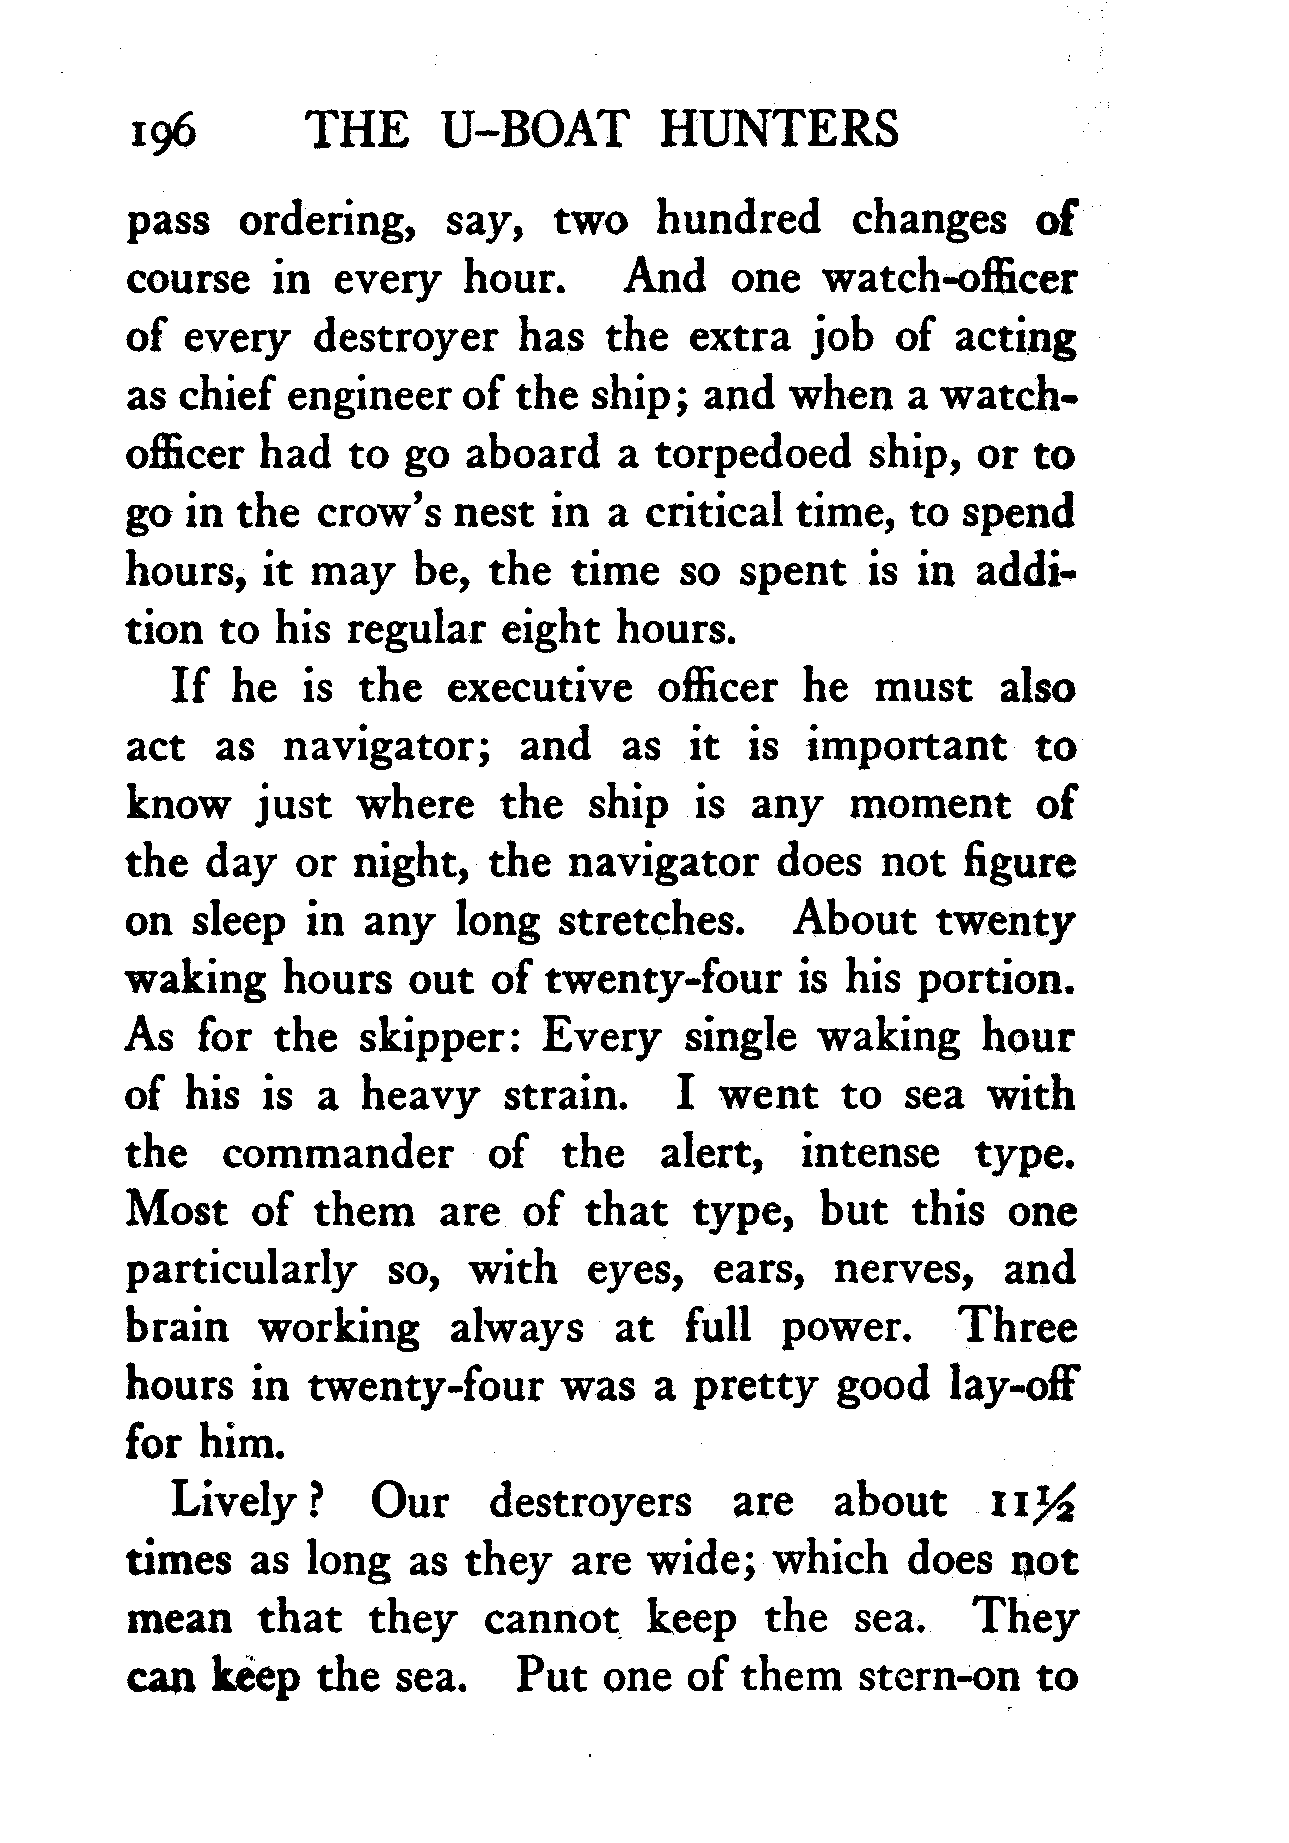 196 THE U-BOAT HUNTERS
pass ordering, say, two hundred changes of
course in every hour. And one watch-officer
of every destroyer has the extra job of acting
as chief engineer of the ship; and when a watch-
officer had to go aboard a torpedoed ship, or to
go in the crow's nest in a critical time, to spend
hours, it may be, the time so spent is in addi-
tion to his regular eight hours.
If he is the executive officer he must also
act as navigator; and as it is important to
know just where the ship is any moment of
the day or night, the navigator does not figure
on sleep in any long stretches. About twenty
waking hours out of twenty-four is his portion.
As for the skipper: Every single waking hour
of his is a heavy strain. I went to sea with
the commander of the alert, intense type.
Most of them are of that type, but this one
particularly so, with eyes, ears, nerves, and
brain working always at full power. Three
hours in twenty-four was a pretty good lay-off
for him.
Lively? Our destroyers are about 11½
times as long as they are wide; which does not
mean that they cannot keep the sea. They
can keep the sea. Put one of them stern-on to